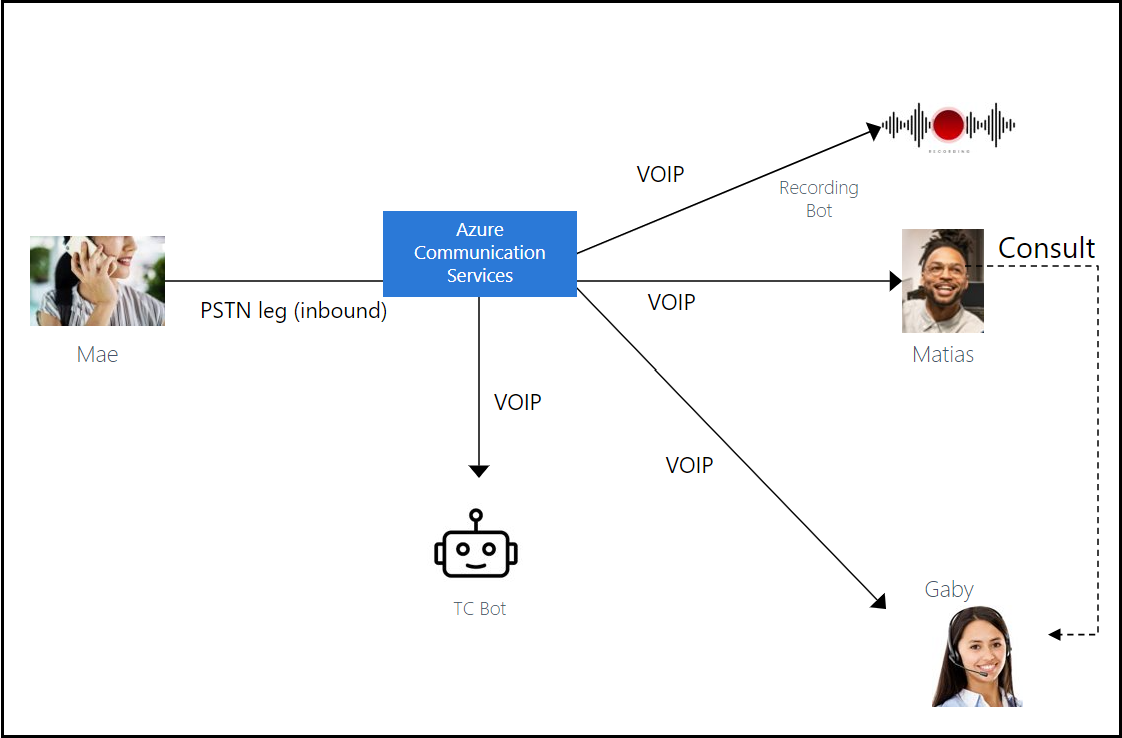 RECORDING
VOIP
Recording
Bot
Azure
Communication
Services
Consult
PSTN leg (inbound)
VOIP
Mae
Matias
VOIP
VOIP
Gaby
TC Bot